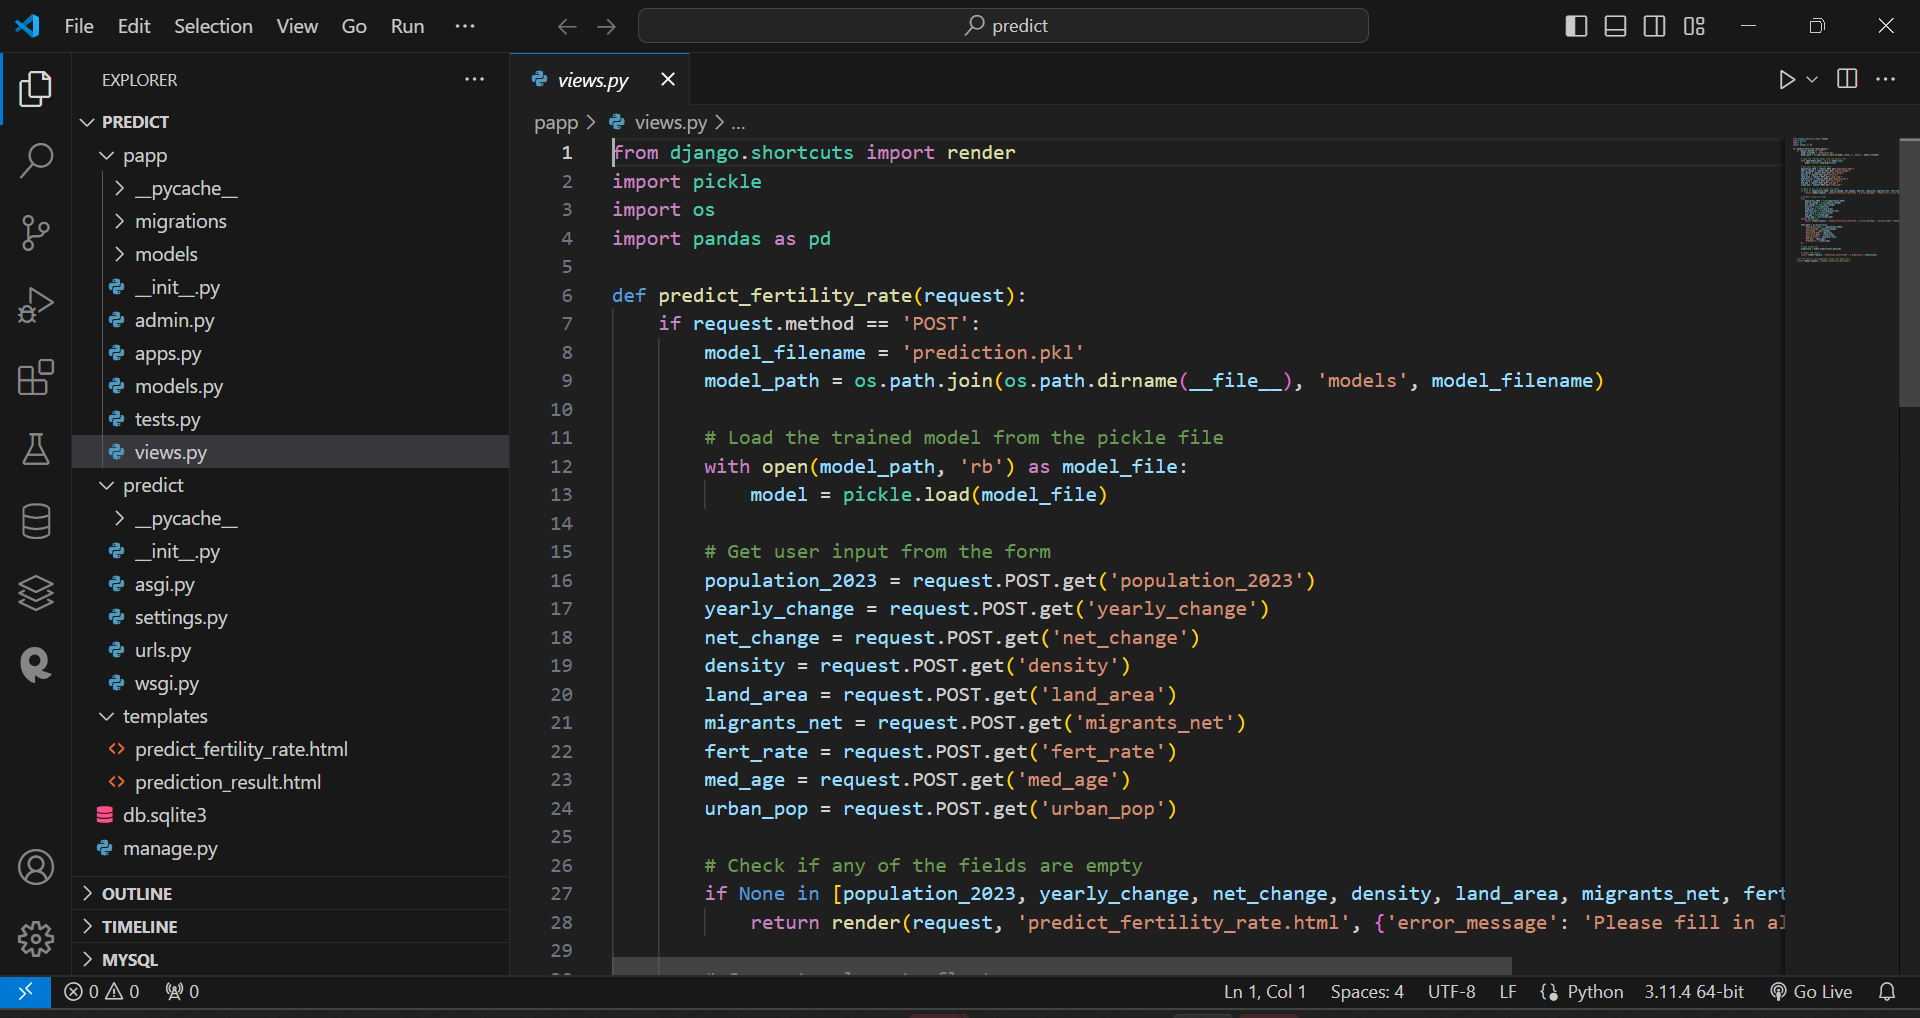 File Edit Selection View Go Run ···
predict
EXPLORER ···
PREDICT
papp
__pycache__
migrations
models
__init__.py
admin.py
apps.py
models.py
tests.py
views.py
predict
__pycache__
__init__.py
asgi.py
settings.py
urls.py
wsgi.py
templates
<> predict_fertility_rate.html
<> prediction_result.html
db.sqlite3
manage.py
OUTLINE
TIMELINE
MYSQL
views.py
papp > views.py > ...
1 from django.shortcuts import render
2 import pickle
3 import os
4 import pandas as pd
5
6 def predict_fertility_rate(request):
7     if request.method == 'POST':
8         model_filename = 'prediction.pkl'
9         model_path = os.path.join(os.path.dirname(__file__), 'models', model_filename)
10
11         # Load the trained model from the pickle file
12         with open(model_path, 'rb') as model_file:
13             model = pickle.load(model_file)
14
15         # Get user input from the form
16         population_2023 = request.POST.get('population_2023')
17         yearly_change = request.POST.get('yearly_change')
18         net_change = request.POST.get('net_change')
19         density = request.POST.get('density')
20         land_area = request.POST.get('land_area')
21         migrants_net = request.POST.get('migrants_net')
22         fert_rate = request.POST.get('fert_rate')
23         med_age = request.POST.get('med_age')
24         urban_pop = request.POST.get('urban_pop')
25
26         # Check if any of the fields are empty
27         if None in [population_2023, yearly_change, net_change, density, land_area, migrants_net, fert
28             return render(request, 'predict_fertility_rate.html', {'error_message': 'Please fill in al
29
0 0 0
Ln 1, Col 1 Spaces: 4 UTF-8 LF Python 3.11.4 64-bit Go Live